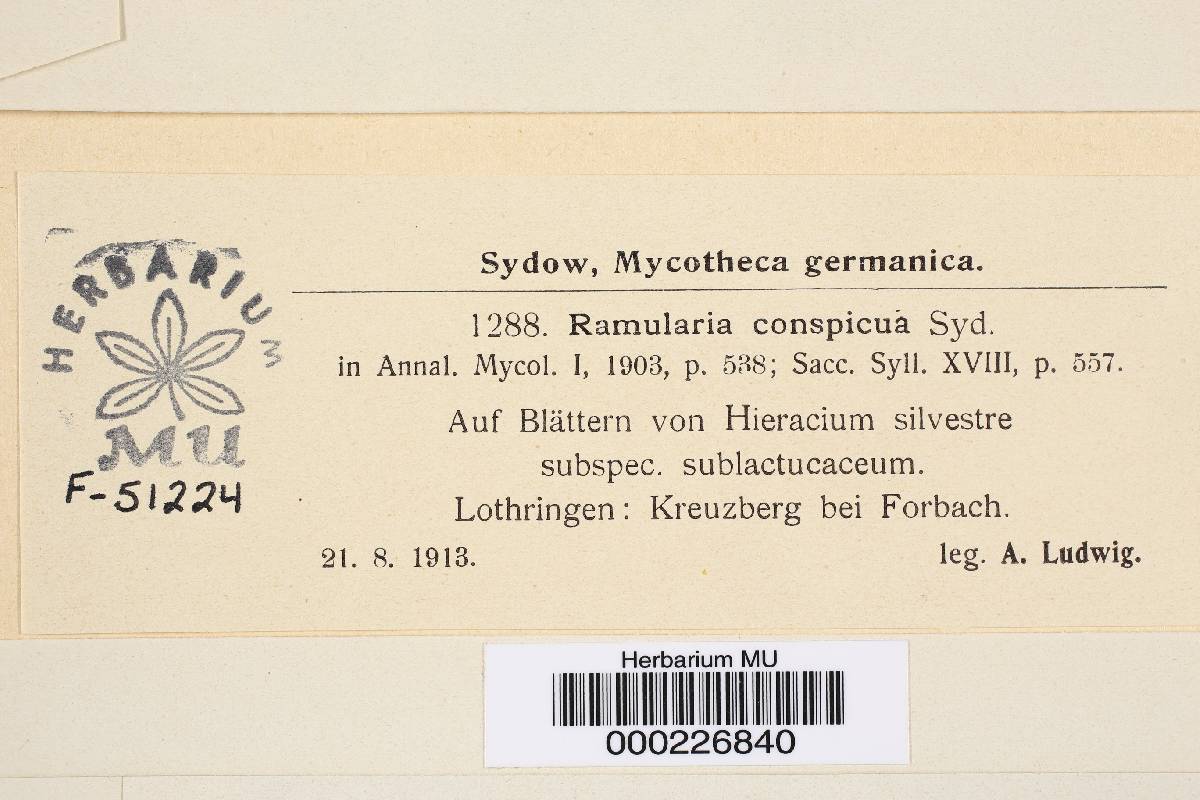 HERBARIUM
MU
F-51224
Sydow, Mycotheca germanica.
1288. Ramularia conspicua Syd.
in Annal. Mycol. I, 1903, p. 538; Sacc. Syll. XVIII, p. 557.
Auf Blättern von Hieracium silvestre
subspec. sublactucaceum.
Lothringen: Kreuzberg bei Forbach.
21. 8. 1913. leg. A. Ludwig.
Herbarium MU
000226840